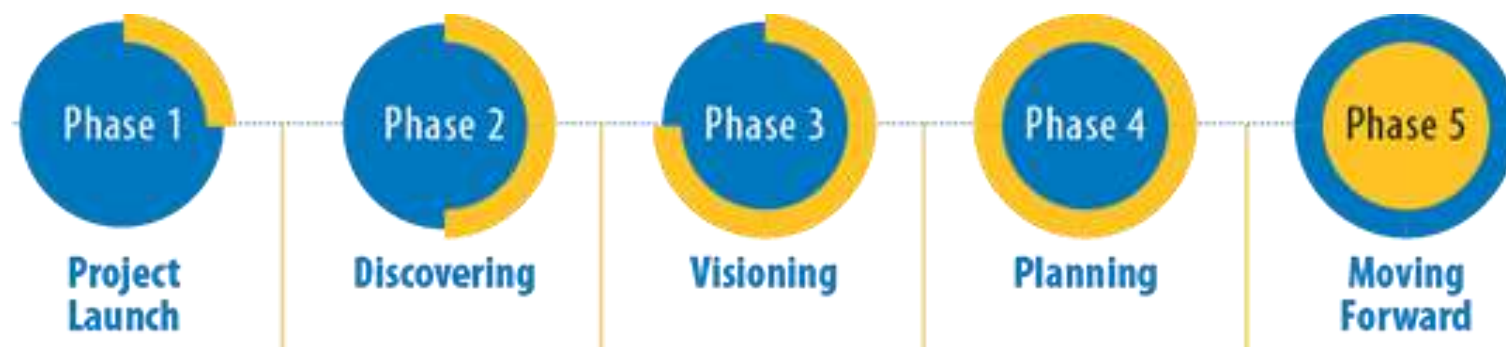 Phase 1
Phase 2
Phase 3
Phase 4
Phase 5
Project
Launch
Discovering
Visioning
Planning
Moving
Forward